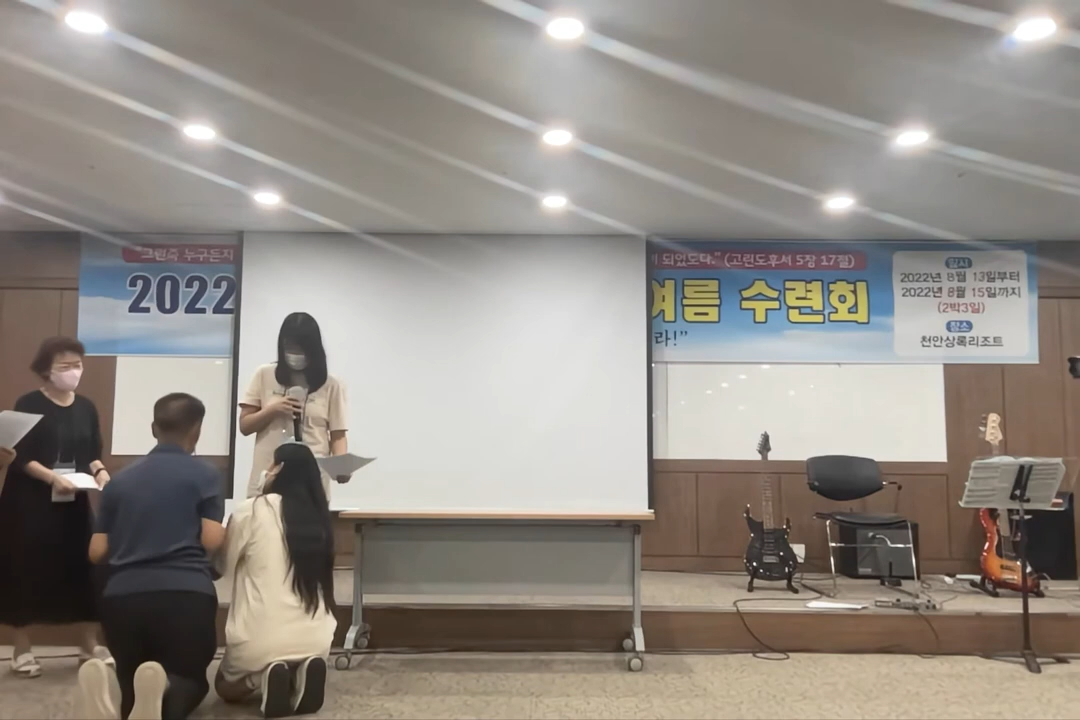 "그런즉 누구든지
되었도다." (고린도후서 5장 17절)
2022
여름 수련회
라!"
일시
2022년 8월 13일부터
2022년 8월 15일까지
(2박3일)
장소
천안상록리조트